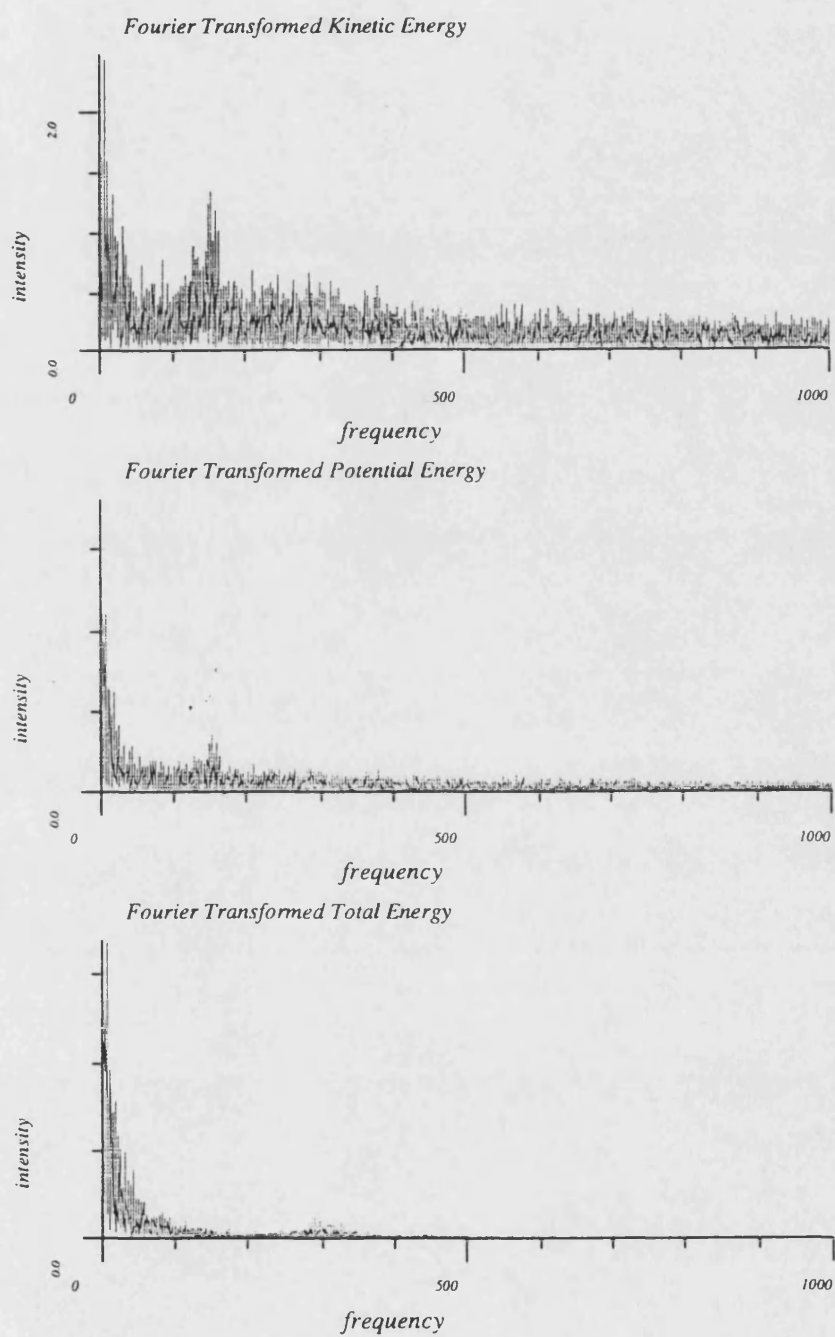 Fourier Transformed Kinetic Energy
2.0
intensity
0.0
0
500
1000
frequency
Fourier Transformed Potential Energy
intensity
0.0
0
500
1000
frequency
Fourier Transformed Total Energy
intensity
0.0
0
500
1000
frequency